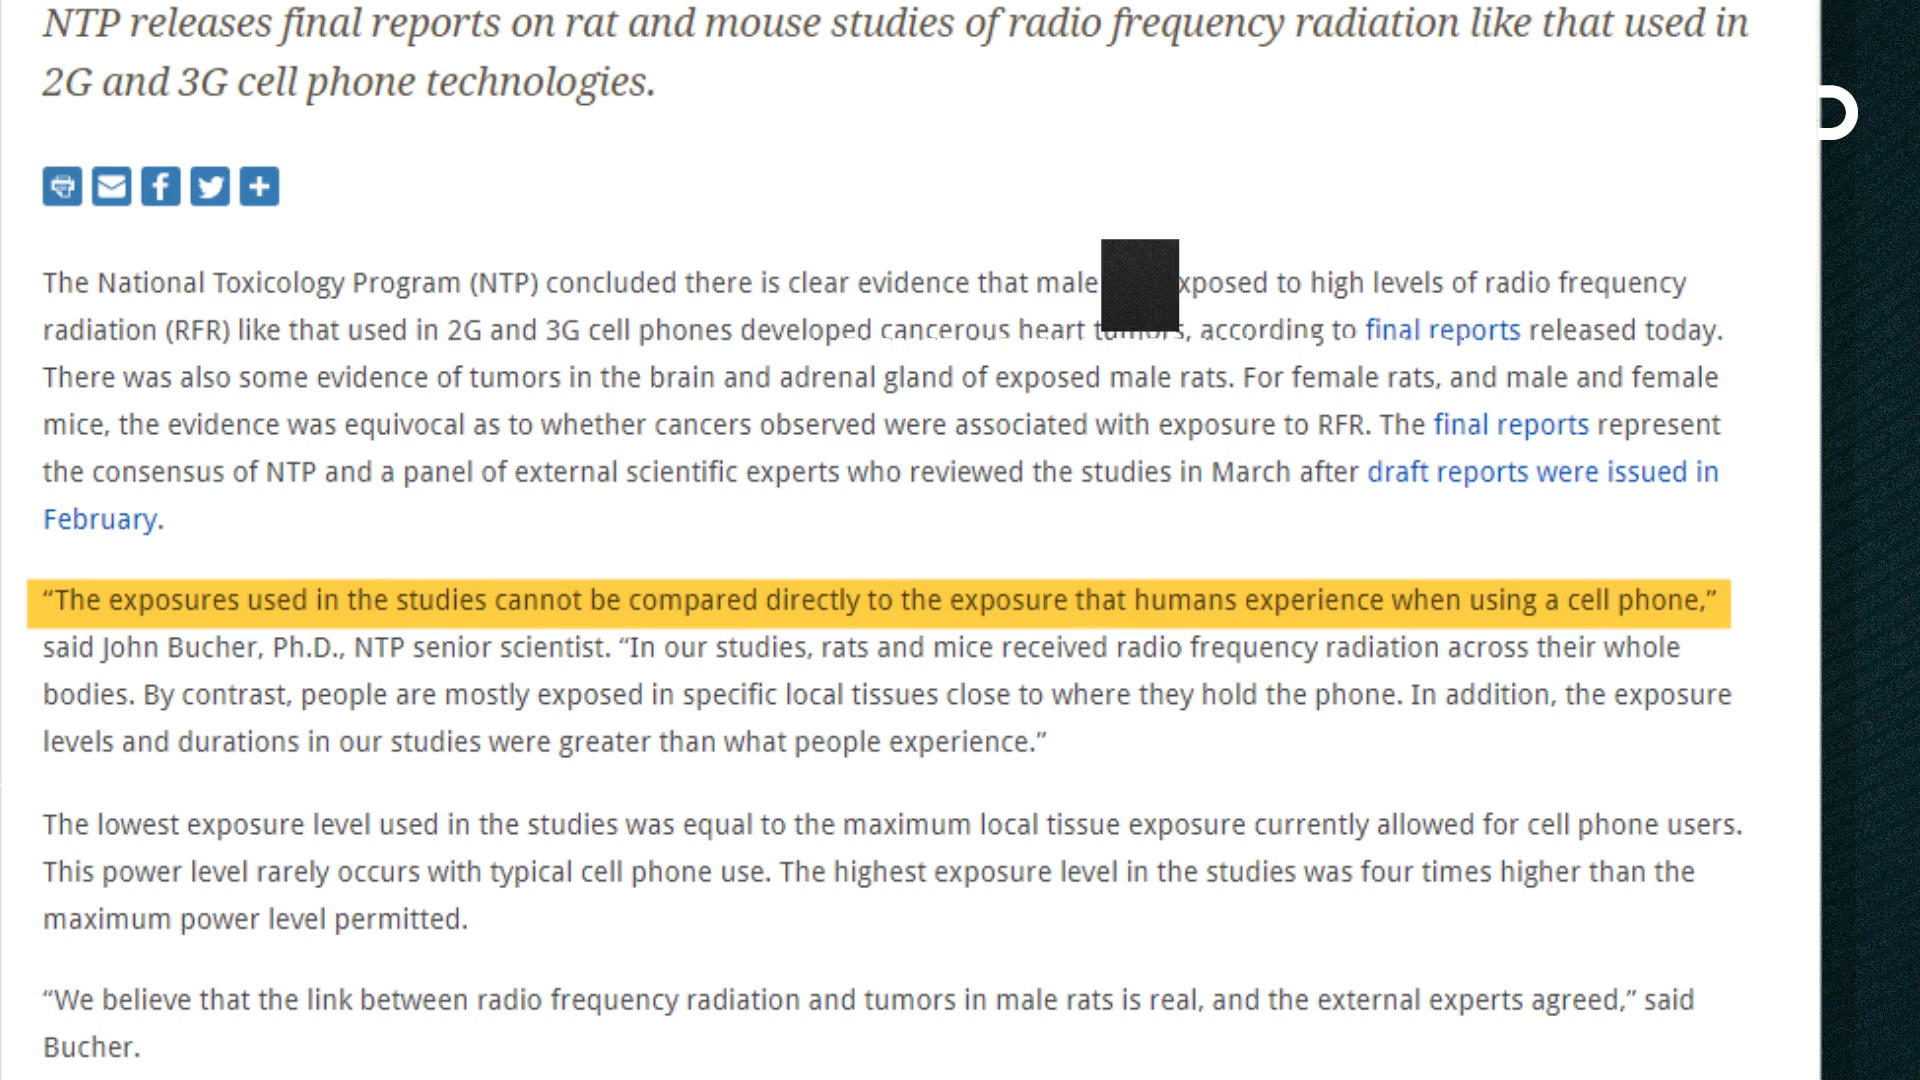 NTP releases final reports on rat and mouse studies of radio frequency radiation like that used in
2G and 3G cell phone technologies.
The National Toxicology Program (NTP) concluded there is clear evidence that male xposed to high levels of radio frequency
radiation (RFR) like that used in 2G and 3G cell phones developed cancerous heart tumors, according to final reports released today.
There was also some evidence of tumors in the brain and adrenal gland of exposed male rats. For female rats, and male and female
mice, the evidence was equivocal as to whether cancers observed were associated with exposure to RFR. The final reports represent
the consensus of NTP and a panel of external scientific experts who reviewed the studies in March after draft reports were issued in
February.
“The exposures used in the studies cannot be compared directly to the exposure that humans experience when using a cell phone,”
said John Bucher, Ph.D., NTP senior scientist. “In our studies, rats and mice received radio frequency radiation across their whole
bodies. By contrast, people are mostly exposed in specific local tissues close to where they hold the phone. In addition, the exposure
levels and durations in our studies were greater than what people experience.”
The lowest exposure level used in the studies was equal to the maximum local tissue exposure currently allowed for cell phone users.
This power level rarely occurs with typical cell phone use. The highest exposure level in the studies was four times higher than the
maximum power level permitted.
“We believe that the link between radio frequency radiation and tumors in male rats is real, and the external experts agreed,” said
Bucher.